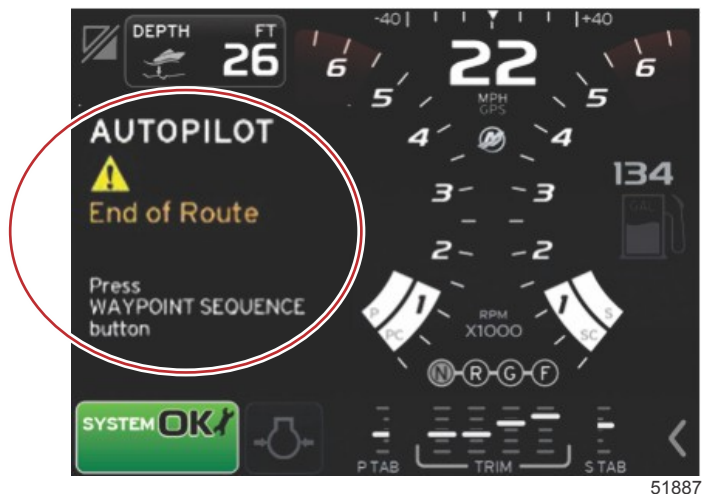 DEPTH FT
26
-40 +40
22
MPH
GPS
6 6
5 5
4 4
3 3
2 2
1 1
P S
PC SC
RPM
X1000
N R G F
AUTOPILOT
End of Route
Press
WAYPOINT SEQUENCE
button
134
GAL
SYSTEM OK
P TAB TRIM S TAB
51887